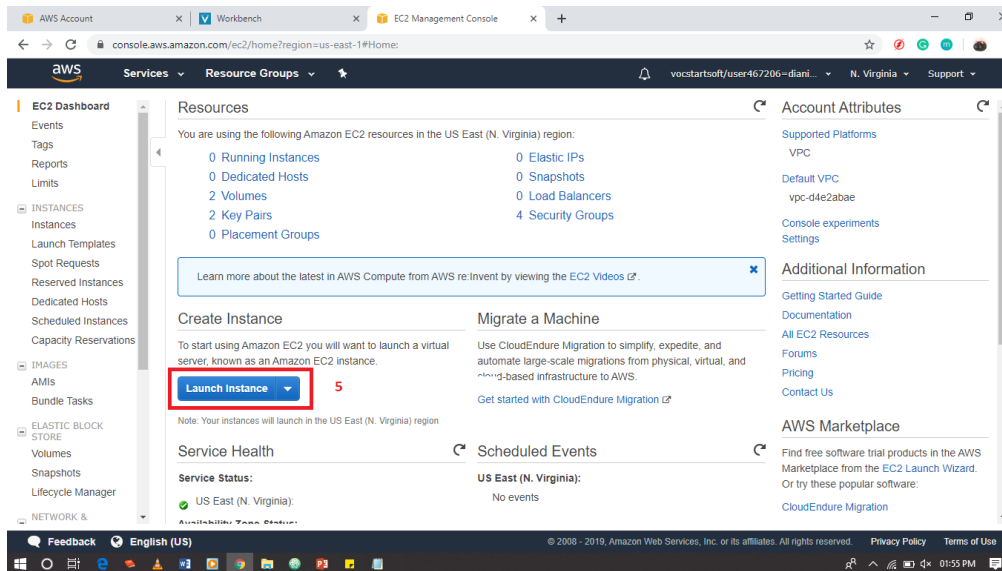 AWS Account
Workbench
EC2 Management Console
console.aws.amazon.com/ec2/home?region=us-east-1#Home:
aws
Services
Resource Groups
vocstartsoft/user467206=diani...
N. Virginia
Support
EC2 Dashboard
Events
Tags
Reports
Limits
INSTANCES
Instances
Launch Templates
Spot Requests
Reserved Instances
Dedicated Hosts
Scheduled Instances
Capacity Reservations
IMAGES
AMIs
Bundle Tasks
ELASTIC BLOCK
STORE
Volumes
Snapshots
Lifecycle Manager
NETWORK &
Resources
You are using the following Amazon EC2 resources in the US East (N. Virginia) region:
0 Running Instances
0 Elastic IPs
0 Dedicated Hosts
0 Snapshots
2 Volumes
0 Load Balancers
2 Key Pairs
4 Security Groups
0 Placement Groups
Learn more about the latest in AWS Compute from AWS re:Invent by viewing the EC2 Videos.
Create Instance
To start using Amazon EC2 you will want to launch a virtual
server, known as an Amazon EC2 instance.
Launch Instance
5
Note: Your instances will launch in the US East (N. Virginia) region
Migrate a Machine
Use CloudEndure Migration to simplify, expedite, and
automate large-scale migrations from physical, virtual, and
cloud-based infrastructure to AWS.
Get started with CloudEndure Migration
Service Health
Service Status:
US East (N. Virginia):
Availability Zone Status:
Scheduled Events
US East (N. Virginia):
No events
Account Attributes
Supported Platforms
VPC
Default VPC
vpc-d4e2abae
Console experiments
Settings
Additional Information
Getting Started Guide
Documentation
All EC2 Resources
Forums
Pricing
Contact Us
AWS Marketplace
Find free software trial products in the AWS
Marketplace from the EC2 Launch Wizard.
Or try these popular software:
CloudEndure Migration
Feedback
English (US)
© 2008 - 2019, Amazon Web Services, Inc. or its affiliates. All rights reserved.
Privacy Policy
Terms of Use
01:55 PM